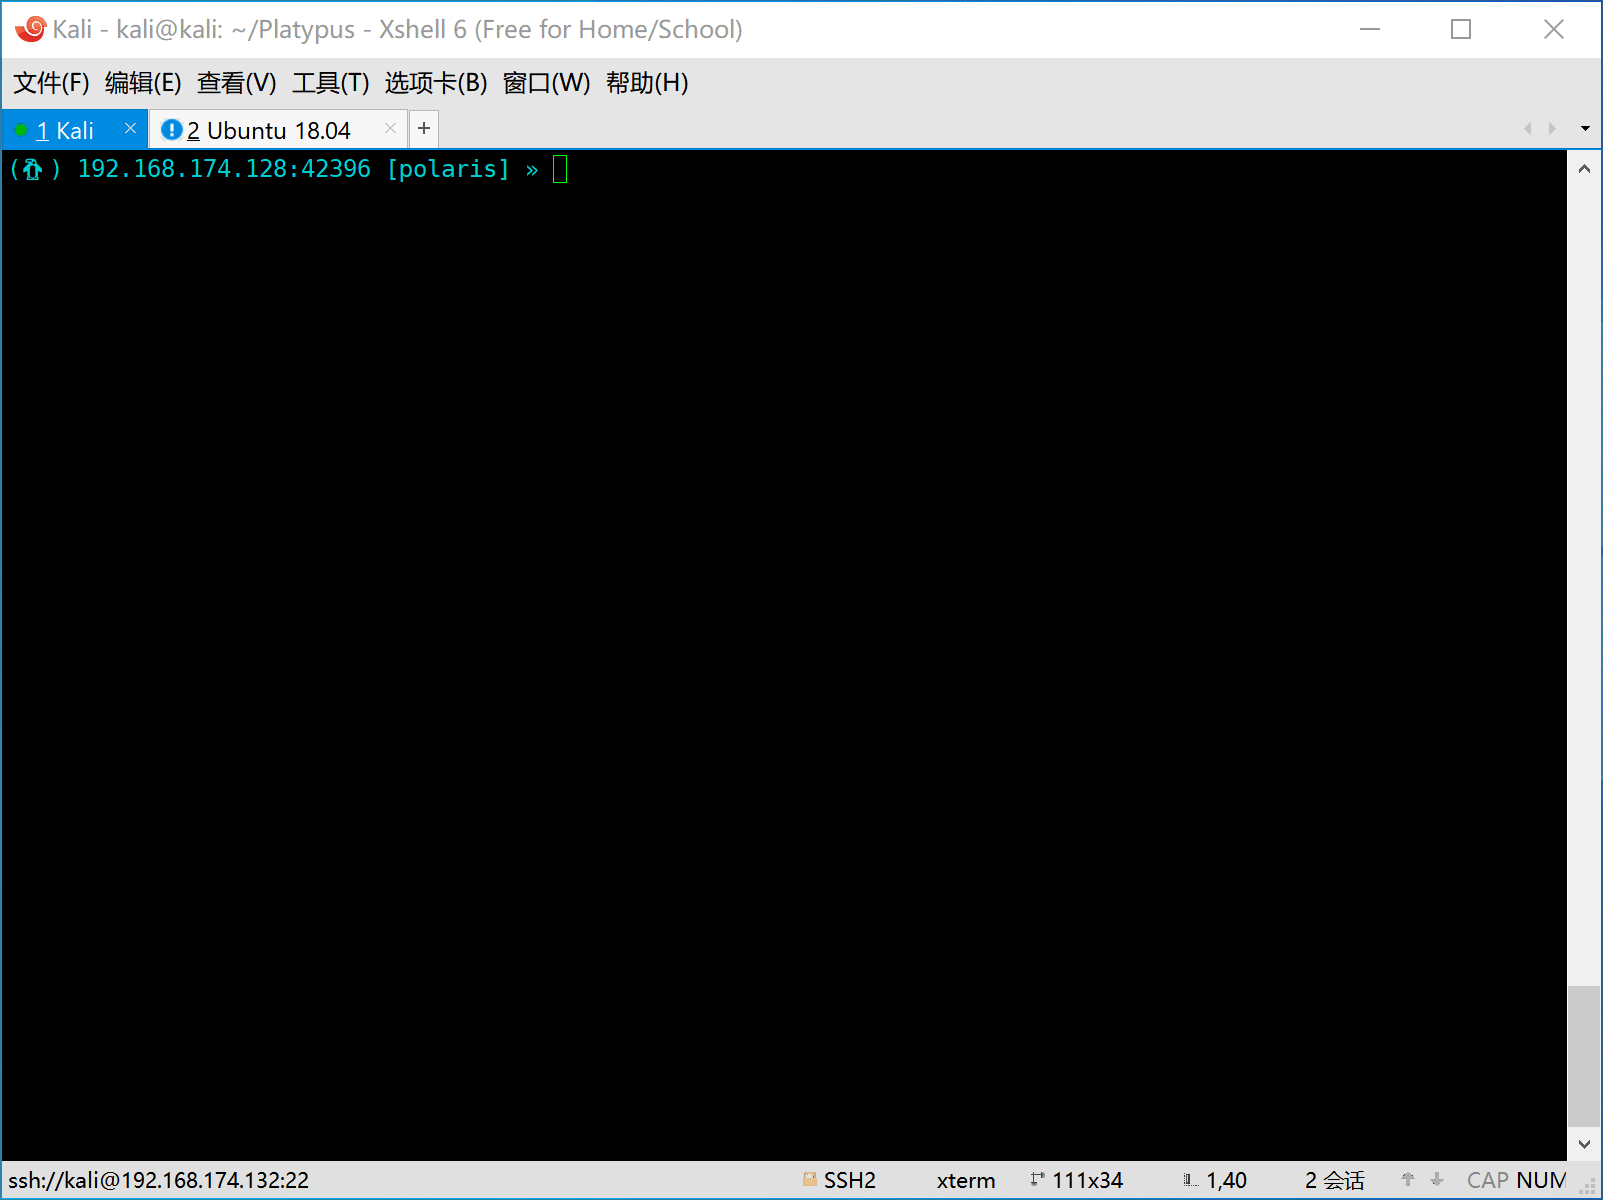 Kali - kali@kali: ~/Platypus - Xshell 6 (Free for Home/School)
文件(F) 编辑(E) 查看(V) 工具(T) 选项卡(B) 窗口(W) 帮助(H)
1 Kali × 2 Ubuntu 18.04 × +
(🐧) 192.168.174.128:42396 [polaris] »
ssh://kali@192.168.174.132:22 SSH2 xterm 111x34 1,40 2 会话 CAP NUM